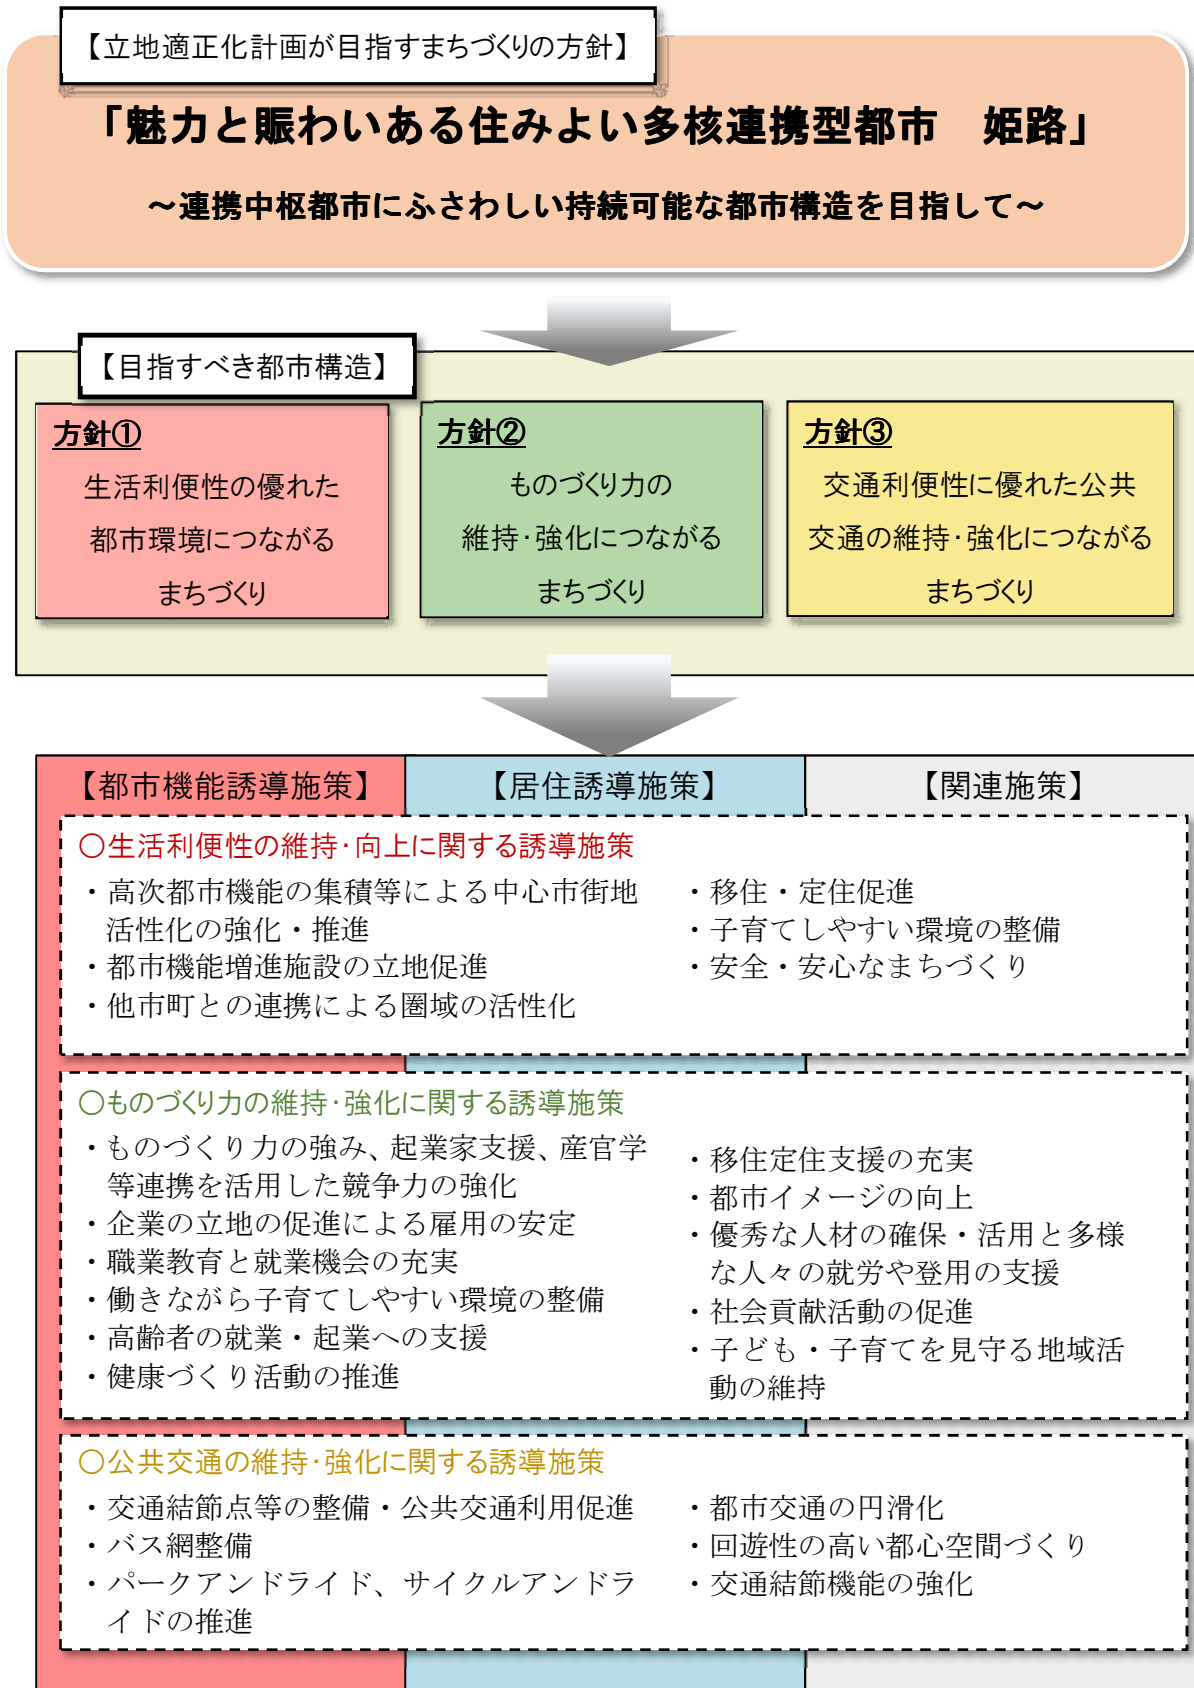 【立地適正化計画が目指すまちづくりの方針】
「魅力と賑わいある住みよい多核連携型都市　姫路」
～連携中枢都市にふさわしい持続可能な都市構造を目指して～
【目指すべき都市構造】
方針①
生活利便性の優れた
都市環境につながる
まちづくり
方針②
ものづくり力の
維持・強化につながる
まちづくり
方針③
交通利便性に優れた公共
交通の維持・強化につながる
まちづくり
【都市機能誘導施策】
【居住誘導施策】
【関連施策】
○生活利便性の維持・向上に関する誘導施策
・高次都市機能の集積等による中心市街地
活性化の強化・推進
・都市機能増進施設の立地促進
・他市町との連携による圏域の活性化
・移住・定住促進
・子育てしやすい環境の整備
・安全・安心なまちづくり
○ものづくり力の維持・強化に関する誘導施策
・ものづくり力の強み、起業家支援、産官学
等連携を活用した競争力の強化
・企業の立地の促進による雇用の安定
・職業教育と就業機会の充実
・働きながら子育てしやすい環境の整備
・高齢者の就業・起業への支援
・健康づくり活動の推進
・移住定住支援の充実
・都市イメージの向上
・優秀な人材の確保・活用と多様
な人々の就労や登用の支援
・社会貢献活動の促進
・子ども・子育てを見守る地域活
動の維持
○公共交通の維持・強化に関する誘導施策
・交通結節点等の整備・公共交通利用促進
・バス網整備
・パークアンドライド、サイクルアンドラ
イドの推進
・都市交通の円滑化
・回遊性の高い都心空間づくり
・交通結節機能の強化